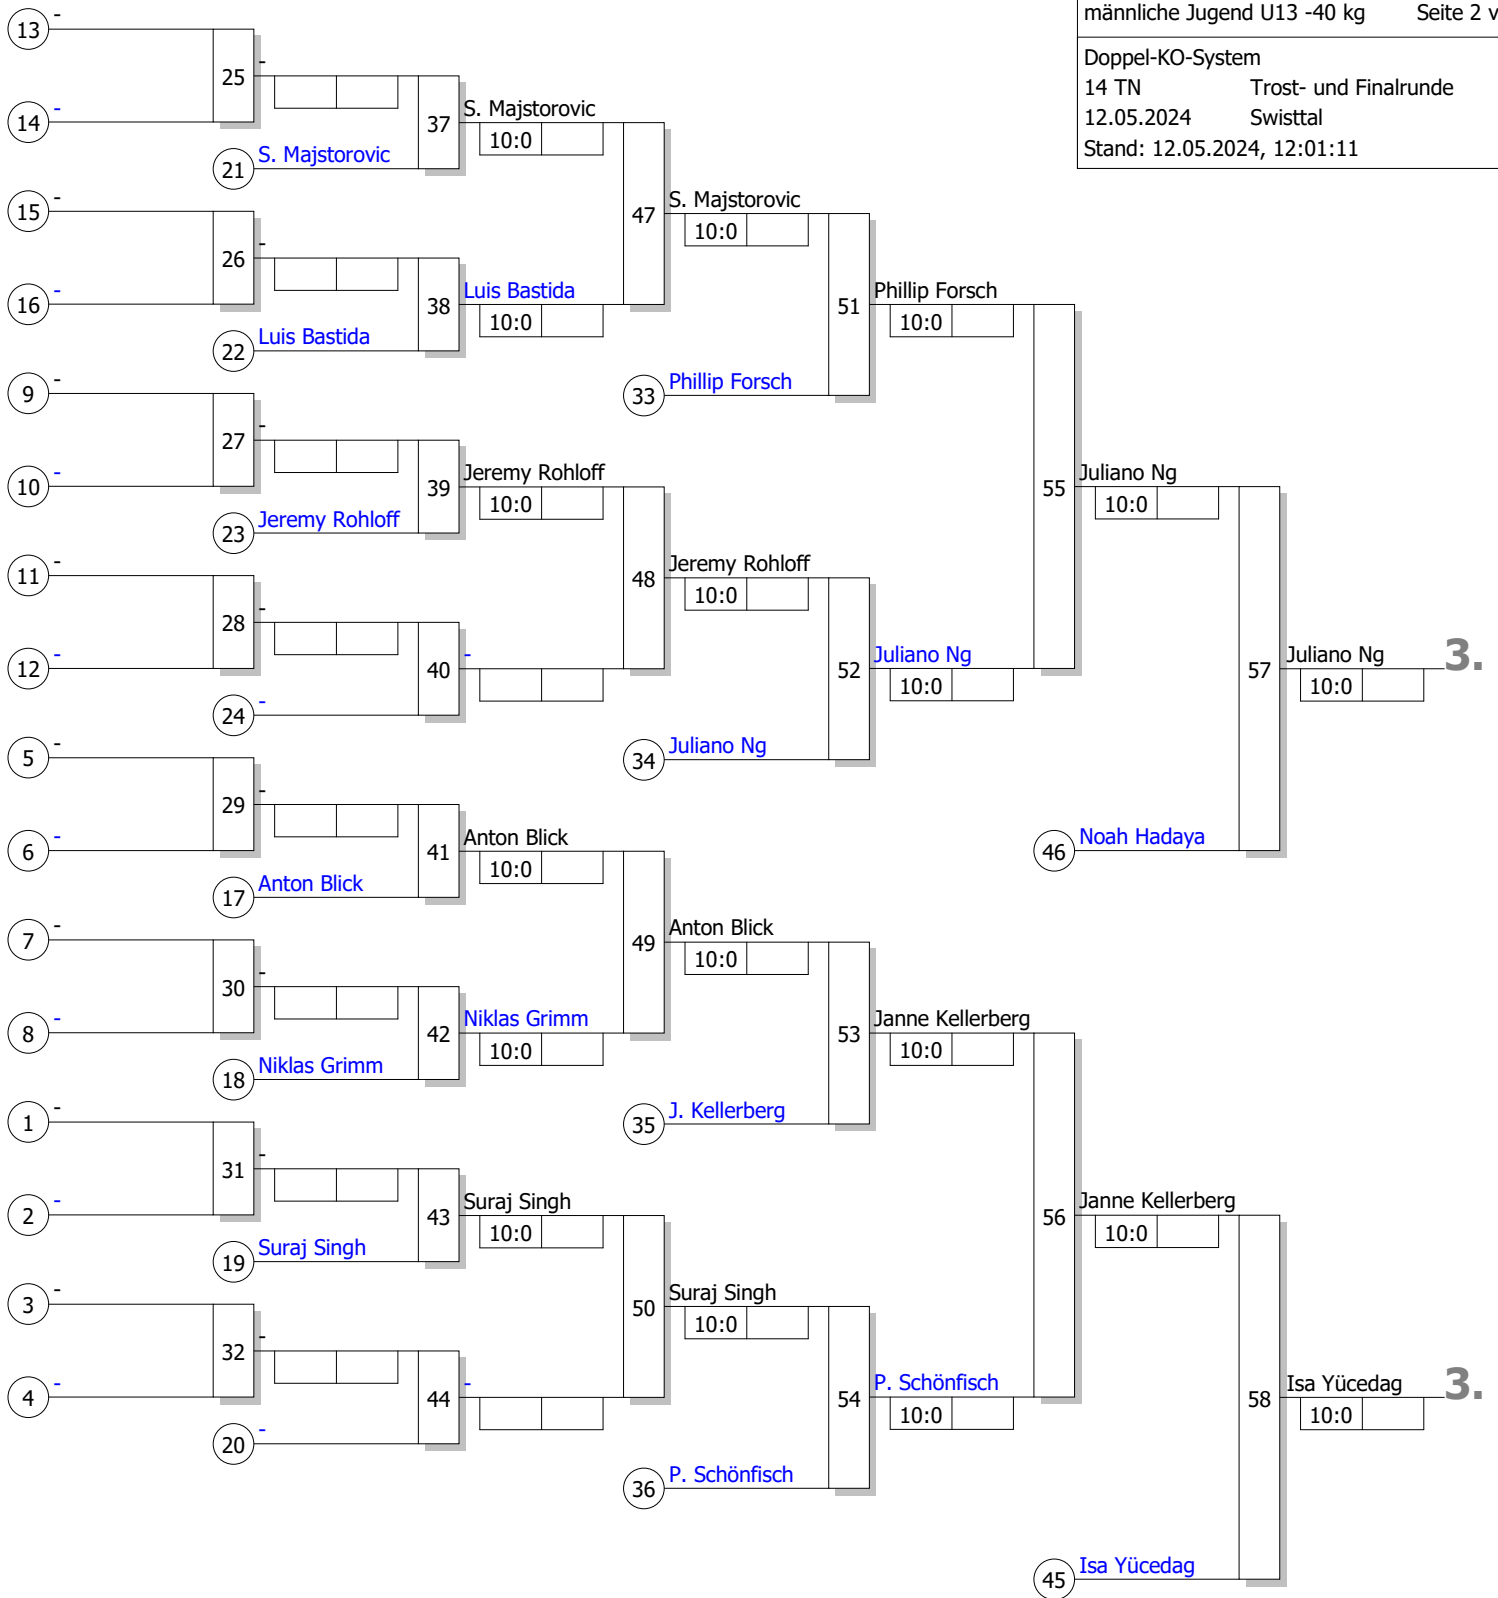 männliche Jugend U13 -40 kg Seite 2 v
Doppel-KO-System
14 TN Trost- und Finalrunde
12.05.2024 Swisttal
Stand: 12.05.2024, 12:01:11
13 -
25 -
14 -
37 S. Majstorovic
10:0
21 S. Majstorovic
15 -
47 S. Majstorovic
10:0
26 -
16 -
38 Luis Bastida
10:0
22 Luis Bastida
51 Phillip Forsch
10:0
33 Phillip Forsch
9 -
27 -
10 -
39 Jeremy Rohloff
10:0
23 Jeremy Rohloff
55 Juliano Ng
10:0
11 -
48 Jeremy Rohloff
10:0
28 -
12 -
40 -
24 -
52 Juliano Ng
10:0
34 Juliano Ng
57 Juliano Ng 3.
10:0
5 -
29 -
6 -
41 Anton Blick
10:0
17 Anton Blick
46 Noah Hadaya
7 -
49 Anton Blick
10:0
30 -
8 -
42 Niklas Grimm
10:0
18 Niklas Grimm
53 Janne Kellerberg
10:0
35 J. Kellerberg
1 -
31 -
2 -
43 Suraj Singh
10:0
19 Suraj Singh
56 Janne Kellerberg
10:0
3 -
50 Suraj Singh
10:0
32 -
4 -
44 -
20 -
54 P. Schönfisch
10:0
36 P. Schönfisch
58 Isa Yücedag 3.
10:0
45 Isa Yücedag